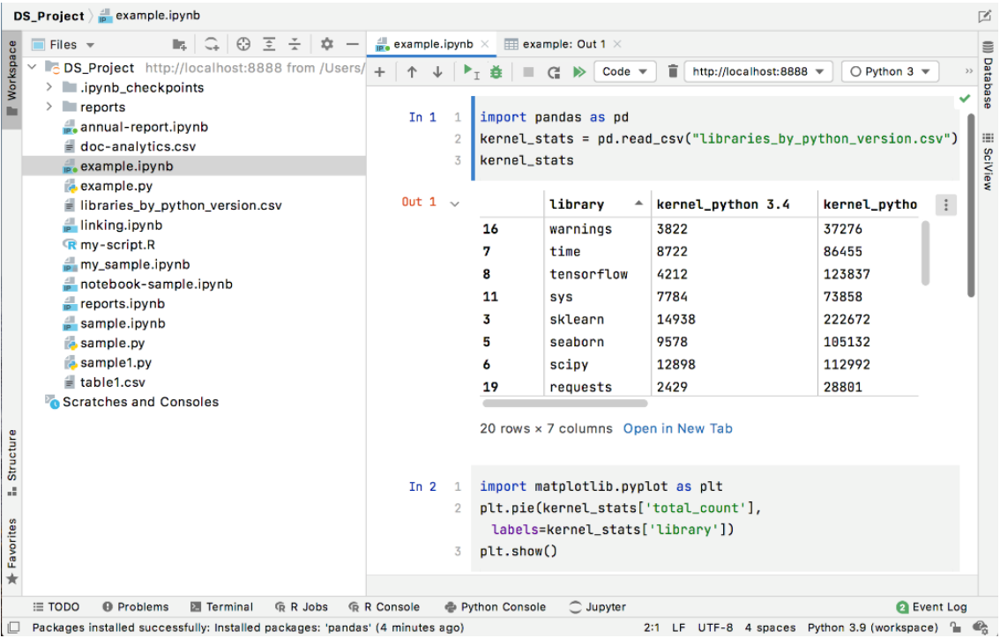 DS_Project example.ipynb
Workspace
Structure
Favorites
Files
DS_Project http://localhost:8888 from /Users/
.ipynb_checkpoints
reports
annual-report.ipynb
doc-analytics.csv
example.ipynb
example.py
libraries_by_python_version.csv
linking.ipynb
my-script.R
my_sample.ipynb
notebook-sample.ipynb
reports.ipynb
sample.ipynb
sample.py
sample1.py
table1.csv
Scratches and Consoles
example.ipynb example: Out 1
Code http://localhost:8888 Python 3
In 1 1 import pandas as pd
2 kernel_stats = pd.read_csv("libraries_by_python_version.csv")
3 kernel_stats
Out 1 library kernel_python 3.4 kernel_pytho
16 warnings 3822 37276
7 time 8722 86455
8 tensorflow 4212 123837
11 sys 7784 73858
3 sklearn 14938 222672
5 seaborn 9578 105132
6 scipy 12898 112992
19 requests 2429 28801
20 rows × 7 columns Open in New Tab
In 2 1 import matplotlib.pyplot as plt
2 plt.pie(kernel_stats['total_count'],
labels=kernel_stats['library'])
3 plt.show()
Database
SciView
TODO Problems Terminal R Jobs R Console Python Console Jupyter 2 Event Log
Packages installed successfully: Installed packages: 'pandas' (4 minutes ago) 2:1 LF UTF-8 4 spaces Python 3.9 (workspace)